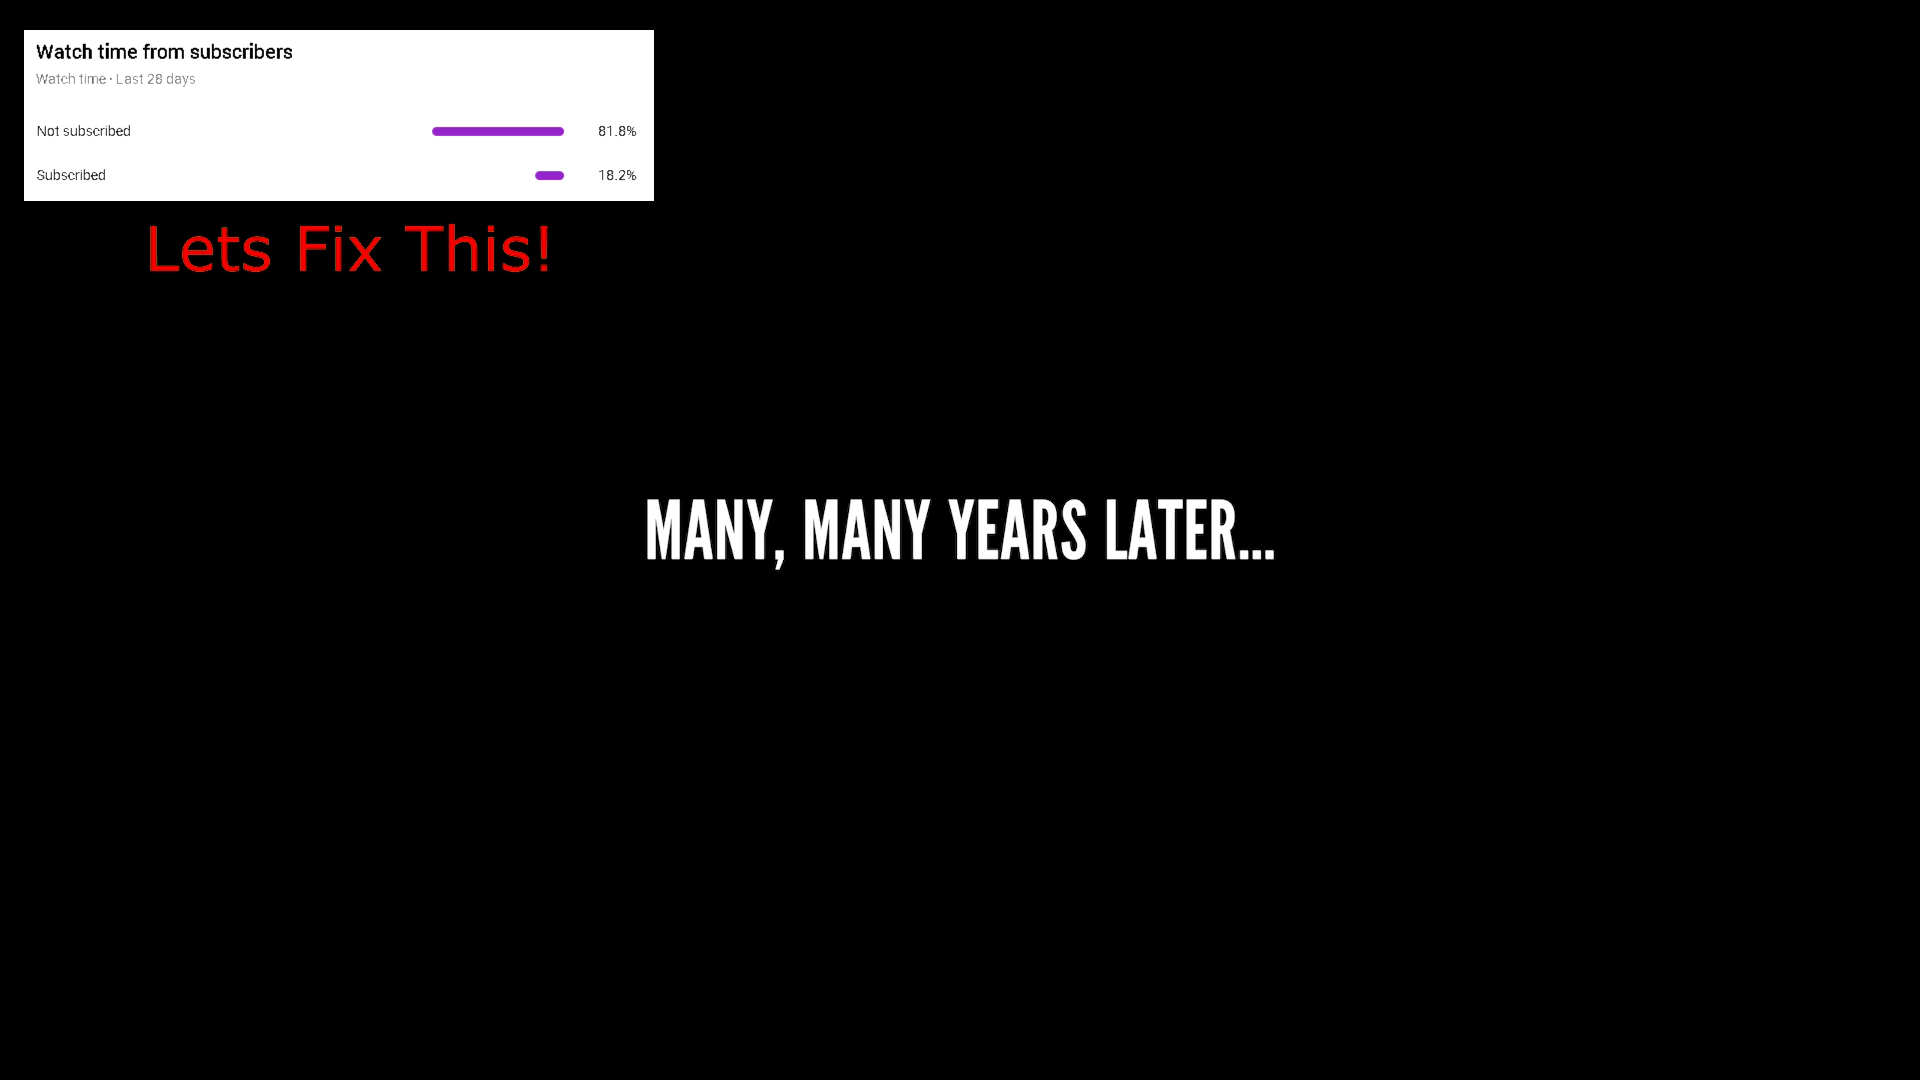 Watch time from subscribers
Watch time · Last 28 days
Not subscribed 81.8%
Subscribed 18.2%
Lets Fix This!
MANY, MANY YEARS LATER...